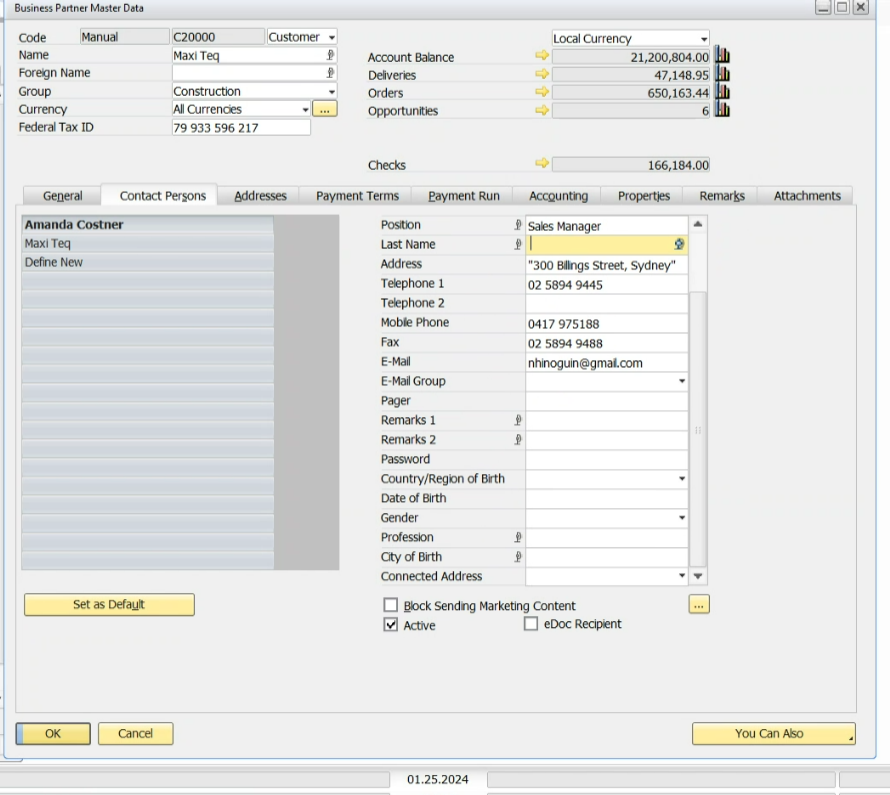 Business Partner Master Data
Code Manual C20000 Customer
Name Maxi Teq
Foreign Name
Group Construction
Currency All Currencies ...
Federal Tax ID 79 933 596 217
Local Currency
Account Balance 21,200,804.00
Deliveries 47,148.95
Orders 650,163.44
Opportunities 6
Checks 166,184.00
General Contact Persons Addresses Payment Terms Payment Run Accounting Properties Remarks Attachments
Amanda Costner
Maxi Teq
Define New
Position Sales Manager
Last Name
Address "300 Billings Street, Sydney"
Telephone 1 02 5894 9445
Telephone 2
Mobile Phone 0417 975188
Fax 02 5894 9488
E-Mail nhinoguin@gmail.com
E-Mail Group
Pager
Remarks 1
Remarks 2
Password
Country/Region of Birth
Date of Birth
Gender
Profession
City of Birth
Connected Address
Set as Default
Block Sending Marketing Content ...
Active eDoc Recipient
OK Cancel You Can Also
01.25.2024